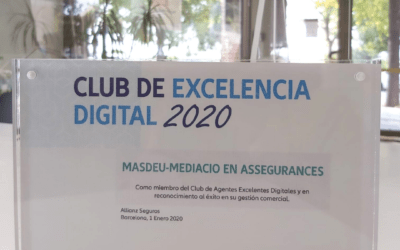 CLUB DE EXCELENCIA
DIGITAL 2020
MASDEU-MEDIACIO EN ASSEGURANCES
Como miembro del Club de Agentes Excelentes Digitales y en
reconocimiento al éxito en su gestión comercial.
Allianz Seguros
Barcelona, 1 Enero 2020